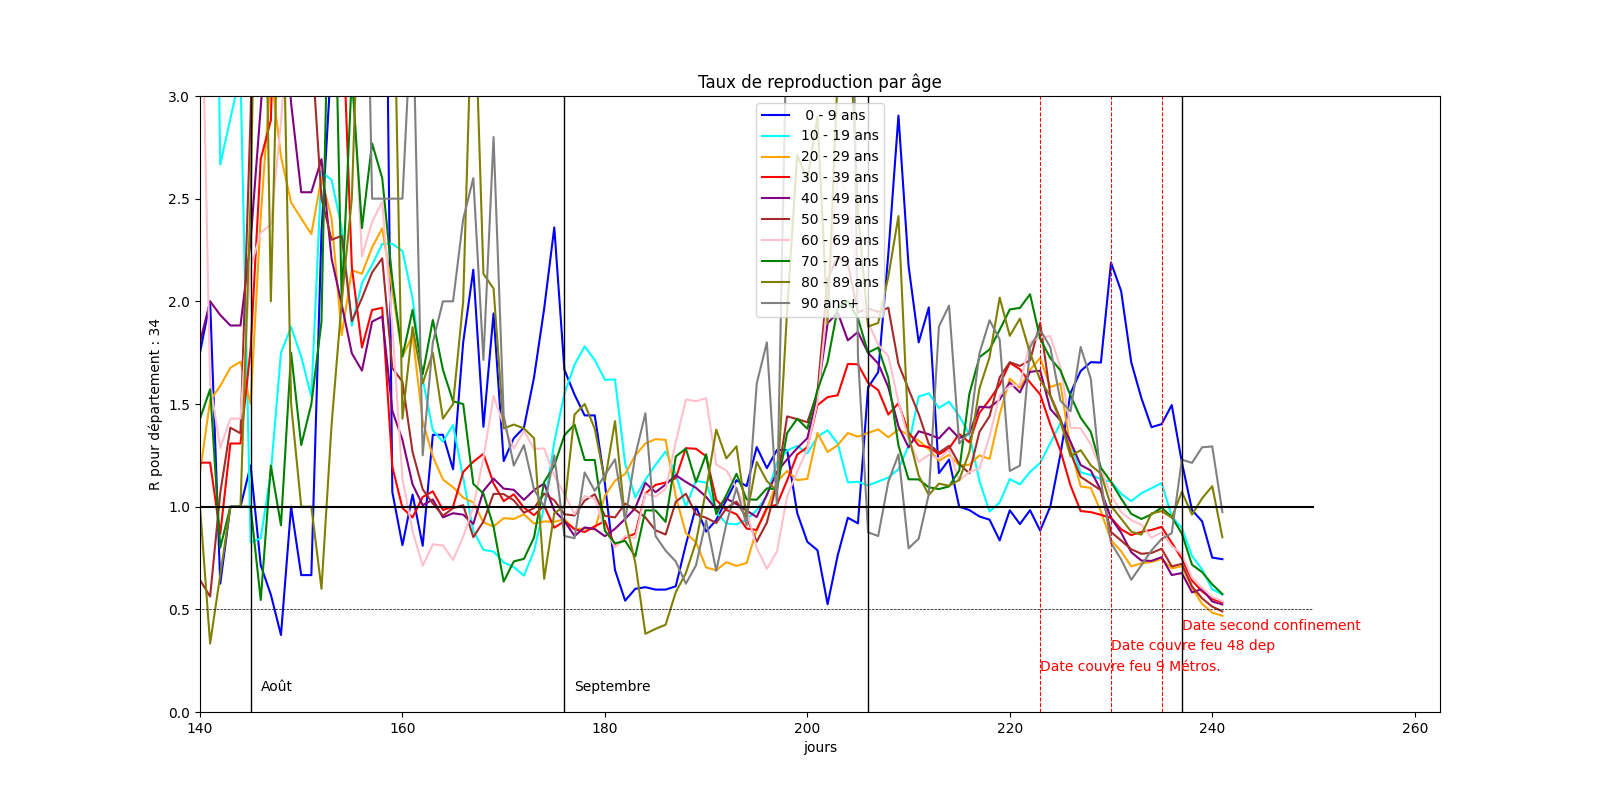 Taux de reproduction par âge
R pour département : 34
3.0
2.5
2.0
1.5
1.0
0.5
0.0
0 - 9 ans
10 - 19 ans
20 - 29 ans
30 - 39 ans
40 - 49 ans
50 - 59 ans
60 - 69 ans
70 - 79 ans
80 - 89 ans
90 ans+
Date second confinement
Date couvre feu 48 dep
Date couvre feu 9 Métros.
Août
Septembre
140
160
180
200
220
240
260
jours